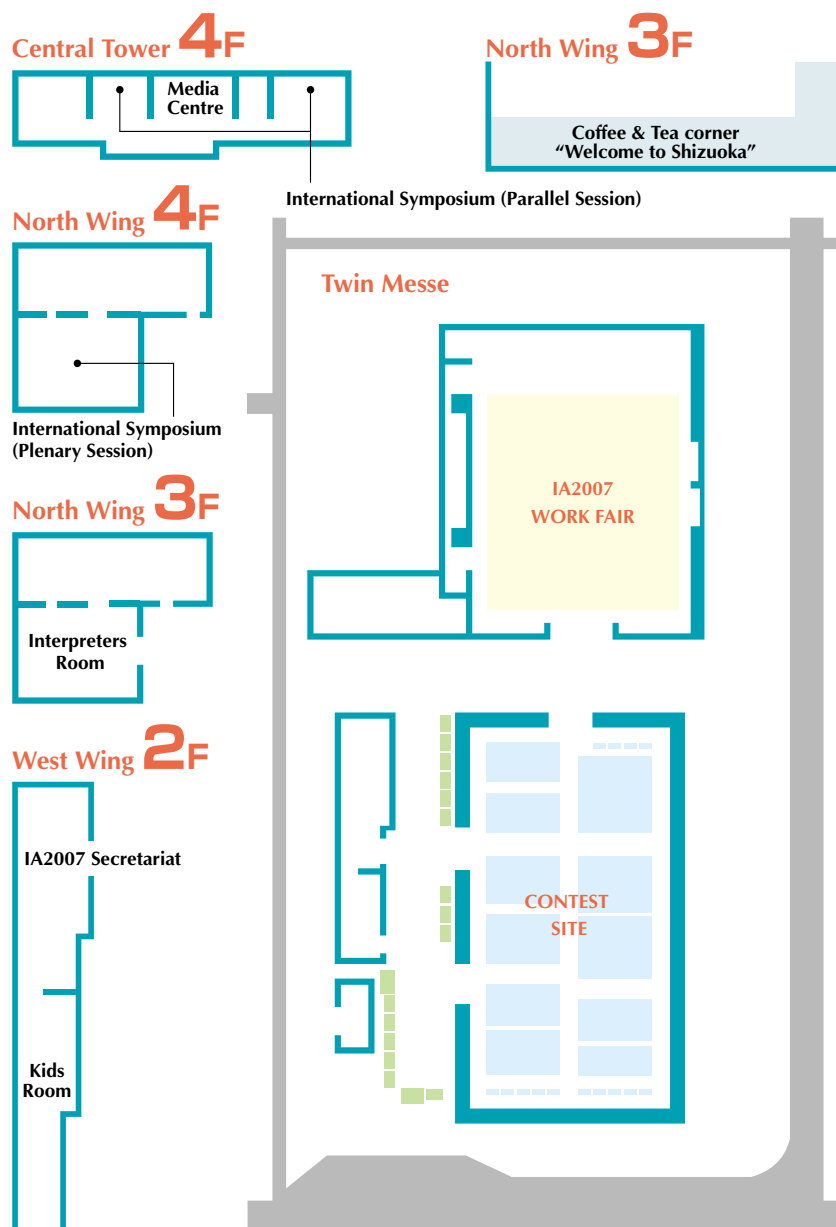 Central Tower 4F
Media
Centre
International Symposium (Parallel Session)
North Wing 3F
Coffee & Tea corner
“Welcome to Shizuoka”
North Wing 4F
International Symposium
(Plenary Session)
North Wing 3F
Interpreters
Room
West Wing 2F
IA2007 Secretariat
Kids
Room
Twin Messe
IA2007
WORK FAIR
CONTEST
SITE